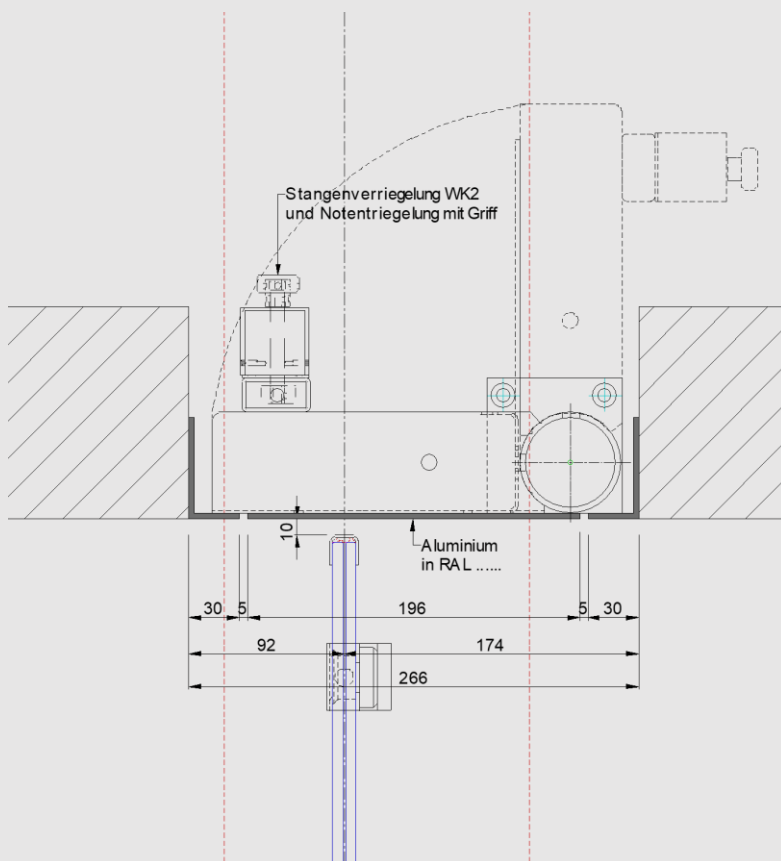 Stangenverriegelung WK2
und Notentriegelung mit Griff
10
Aluminium
in RAL ......
30 5 196 5 30
92 174
266